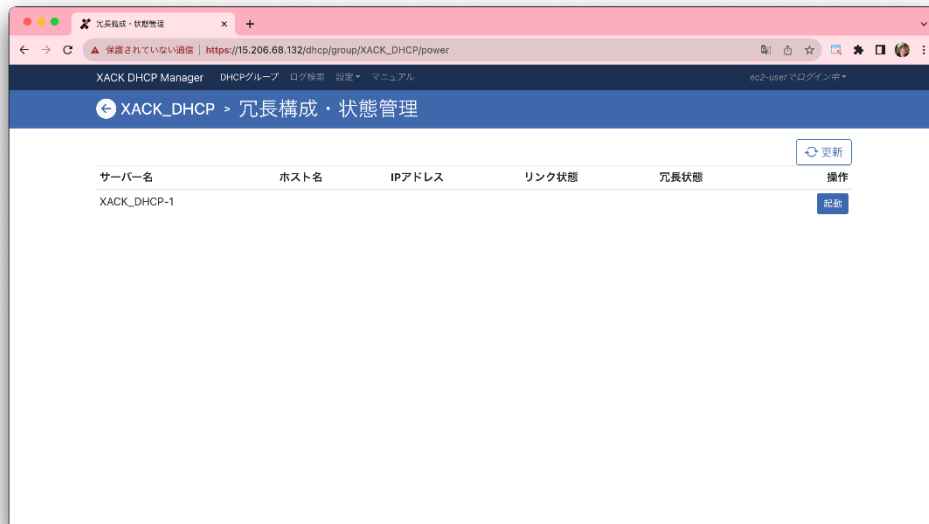 冗長構成・状態管理
保護されていない通信 | https://15.206.68.132/dhcp/group/XACK_DHCP/power
XACK DHCP Manager DHCPグループ ログ検索 設定 マニュアル ec2-userでログイン中
XACK_DHCP > 冗長構成・状態管理
更新
サーバー名 ホスト名 IPアドレス リンク状態 冗長状態 操作
XACK_DHCP-1 起動